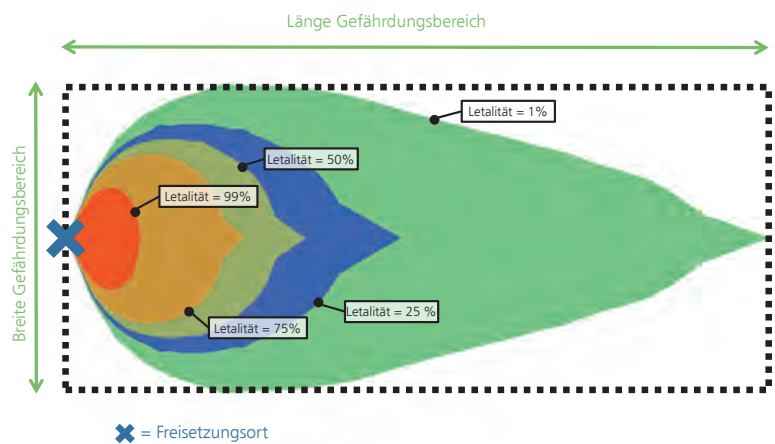 Länge Gefährdungsbereich
Breite Gefährdungsbereich
Letalität = 1%
Letalität = 50%
Letalität = 99%
Letalität = 25 %
Letalität = 75%
= Freisetzungsort